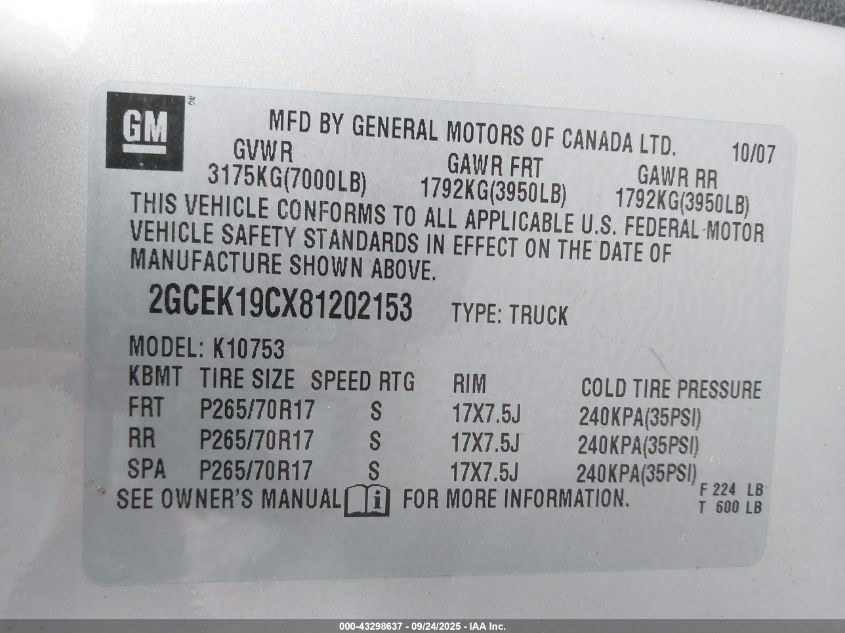 GM ®
MFD BY GENERAL MOTORS OF CANADA LTD. 10/07
GVWR GAWR FRT GAWR RR
3175KG(7000LB) 1792KG(3950LB) 1792KG(3950LB)
THIS VEHICLE CONFORMS TO ALL APPLICABLE U.S. FEDERAL MOTOR
VEHICLE SAFETY STANDARDS IN EFFECT ON THE DATE OF
MANUFACTURE SHOWN ABOVE.
2GCEK19CX81202153 TYPE: TRUCK
MODEL: K10753
KBMT TIRE SIZE SPEED RTG RIM COLD TIRE PRESSURE
FRT P265/70R17 S 17X7.5J 240KPA(35PSI)
RR P265/70R17 S 17X7.5J 240KPA(35PSI)
SPA P265/70R17 S 17X7.5J 240KPA(35PSI)
SEE OWNER'S MANUAL i FOR MORE INFORMATION.
F 224 LB
T 600 LB
000-43298637 - 09/24/2025 - IAA Inc.